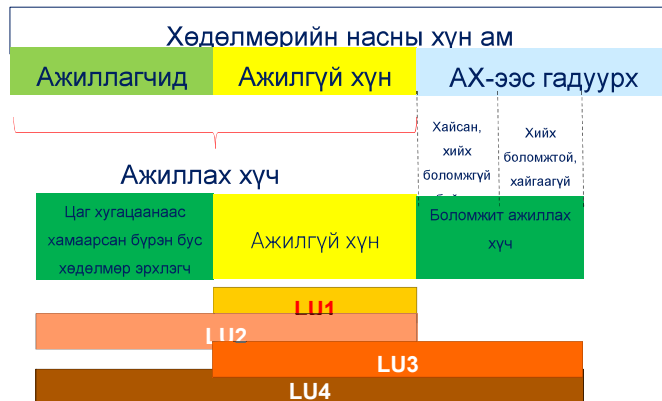 Хөдөлмөрийн насны хүн ам
Ажиллагчид
Ажилгүй хүн
АХ-ээс гадуурх
Хайсан,
хийх
боломжгүй
Хийх
боломжтой,
хайгаагүй
Ажиллах хүч
Цаг хугацаанаас
хамаарсан бүрэн бус
хөдөлмөр эрхлэгч
Ажилгүй хүн
Боломжит ажиллах
хүч
LU1
LU2
LU3
LU4